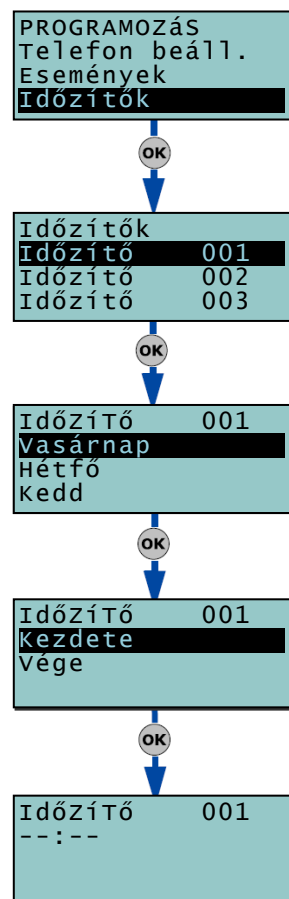 PROGRAMOZáS
Telefon beáll.
Események
Időzítők
OK
Időzítők
Időzítő 001
Időzítő 002
Időzítő 003
OK
IdőzíTő 001
Vasárnap
Hétfő
Kedd
OK
IdőzíTő 001
Kezdete
Vége
OK
IdőzíTő 001
--:--